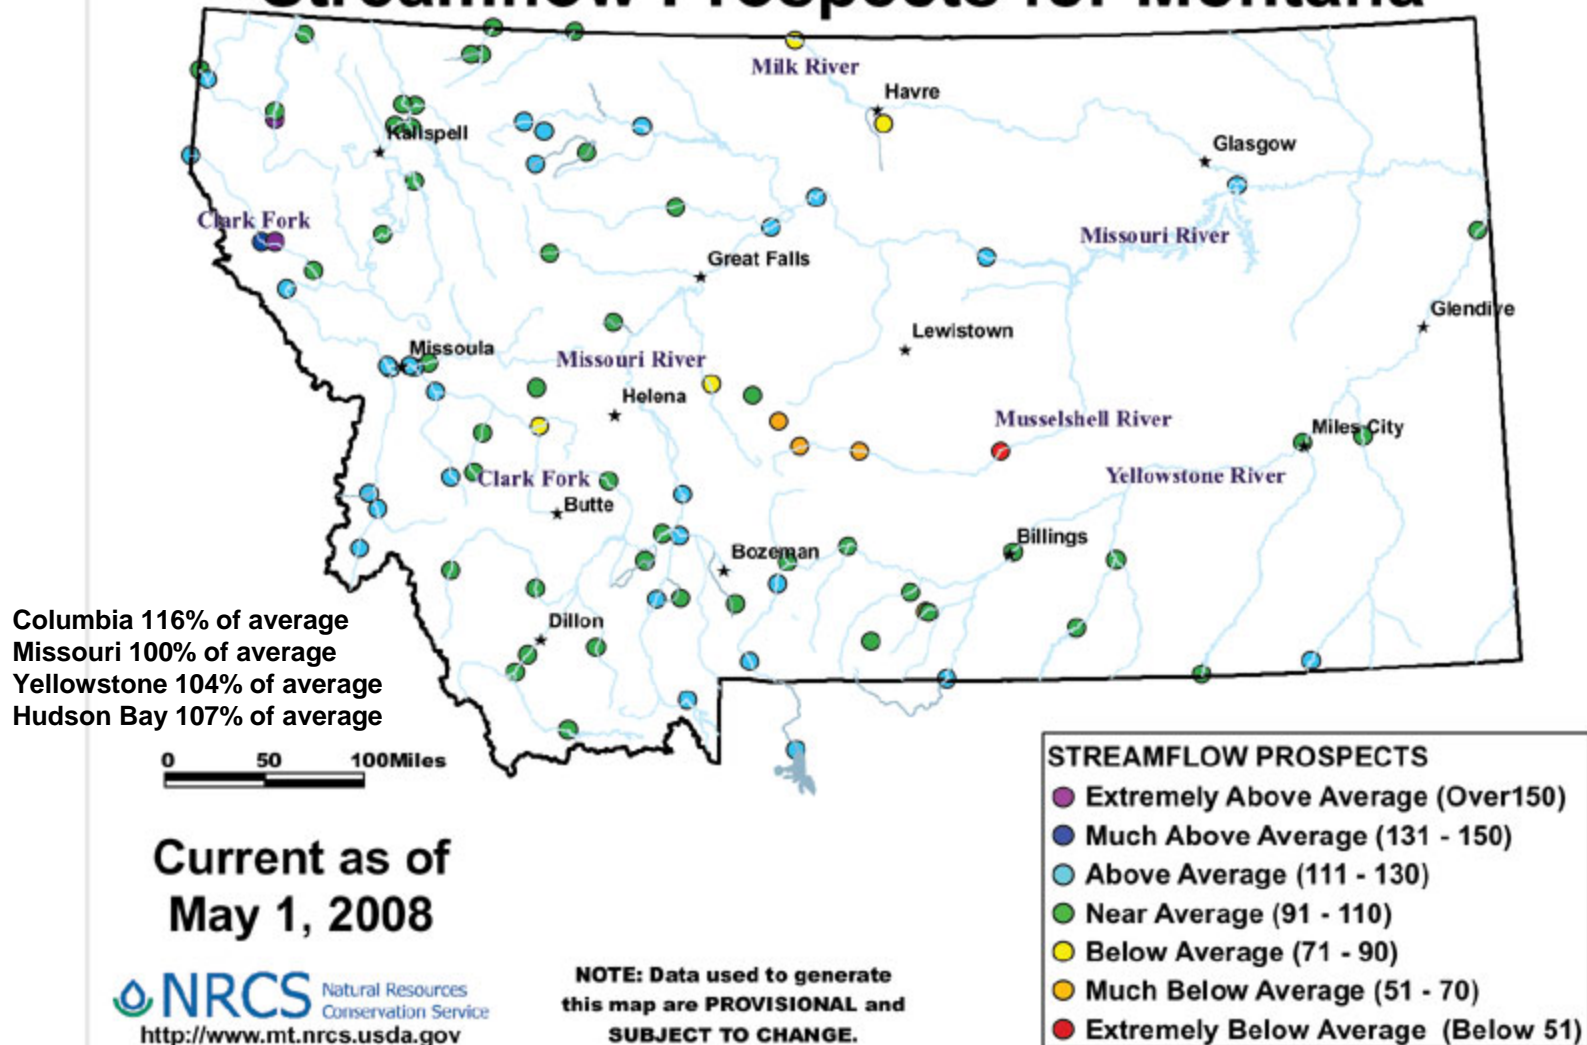 Streamflow Prospects for Montana
Milk River
Havre
Kalispell
Glasgow
Clark Fork
Missouri River
Great Falls
Glendive
Lewistown
Missoula
Missouri River
Helena
Musselshell River
Miles City
Clark Fork
Yellowstone River
Butte
Billings
Bozeman
Dillon
Columbia 116% of average
Missouri 100% of average
Yellowstone 104% of average
Hudson Bay 107% of average
0 50 100Miles
Current as of
May 1, 2008
NRCS Natural Resources
Conservation Service
http://www.mt.nrcs.usda.gov
NOTE: Data used to generate
this map are PROVISIONAL and
SUBJECT TO CHANGE.
STREAMFLOW PROSPECTS
Extremely Above Average (Over150)
Much Above Average (131 - 150)
Above Average (111 - 130)
Near Average (91 - 110)
Below Average (71 - 90)
Much Below Average (51 - 70)
Extremely Below Average (Below 51)